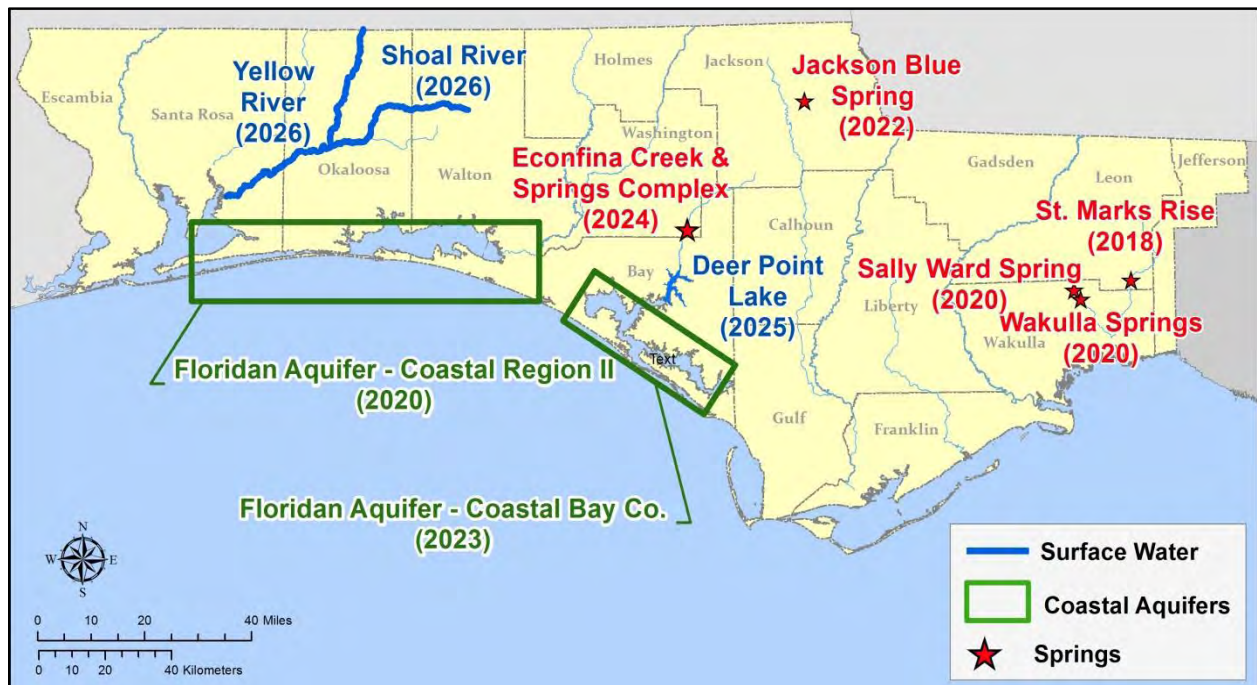 Escambia
Santa Rosa
Yellow
River
(2026)
Shoal River
(2026)
Okaloosa
Walton
Holmes
Jackson
Washington
Jackson Blue
Spring
(2022)
Econfina Creek &
Springs Complex
(2024)
Bay
Calhoun
Gadsden
Leon
Jefferson
St. Marks Rise
(2018)
Sally Ward Spring
(2020)
Wakulla Springs
(2020)
Liberty
Wakulla
Deer Point
Lake
(2025)
Text
Gulf
Franklin
Floridan Aquifer - Coastal Region II
(2020)
Floridan Aquifer - Coastal Bay Co.
(2023)
N
W E
S
0 10 20 40 Miles
0 10 20 40 Kilometers
Surface Water
Coastal Aquifers
Springs